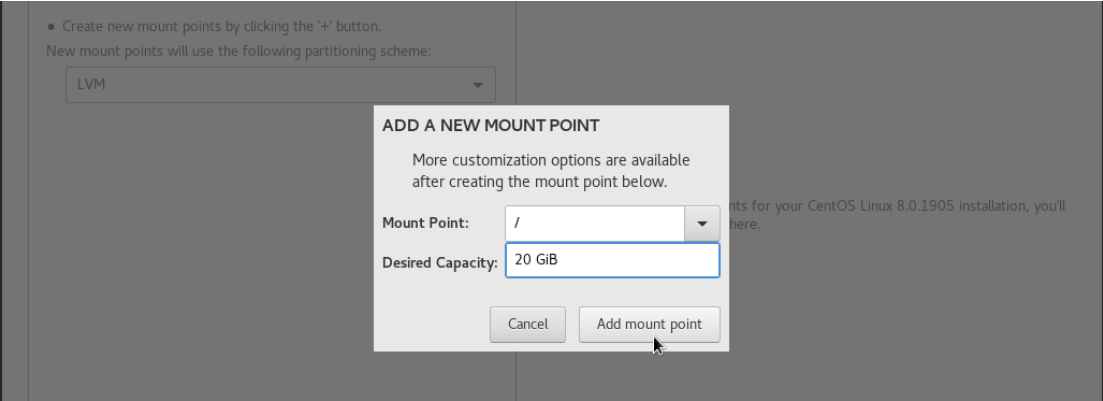 • Create new mount points by clicking the '+' button.
New mount points will use the following partitioning scheme:
LVM
ADD A NEW MOUNT POINT
More customization options are available
after creating the mount point below.
Mount Point: /
Desired Capacity: 20 GiB
Cancel Add mount point
nts for your CentOS Linux 8.0.1905 installation, you'll
here.